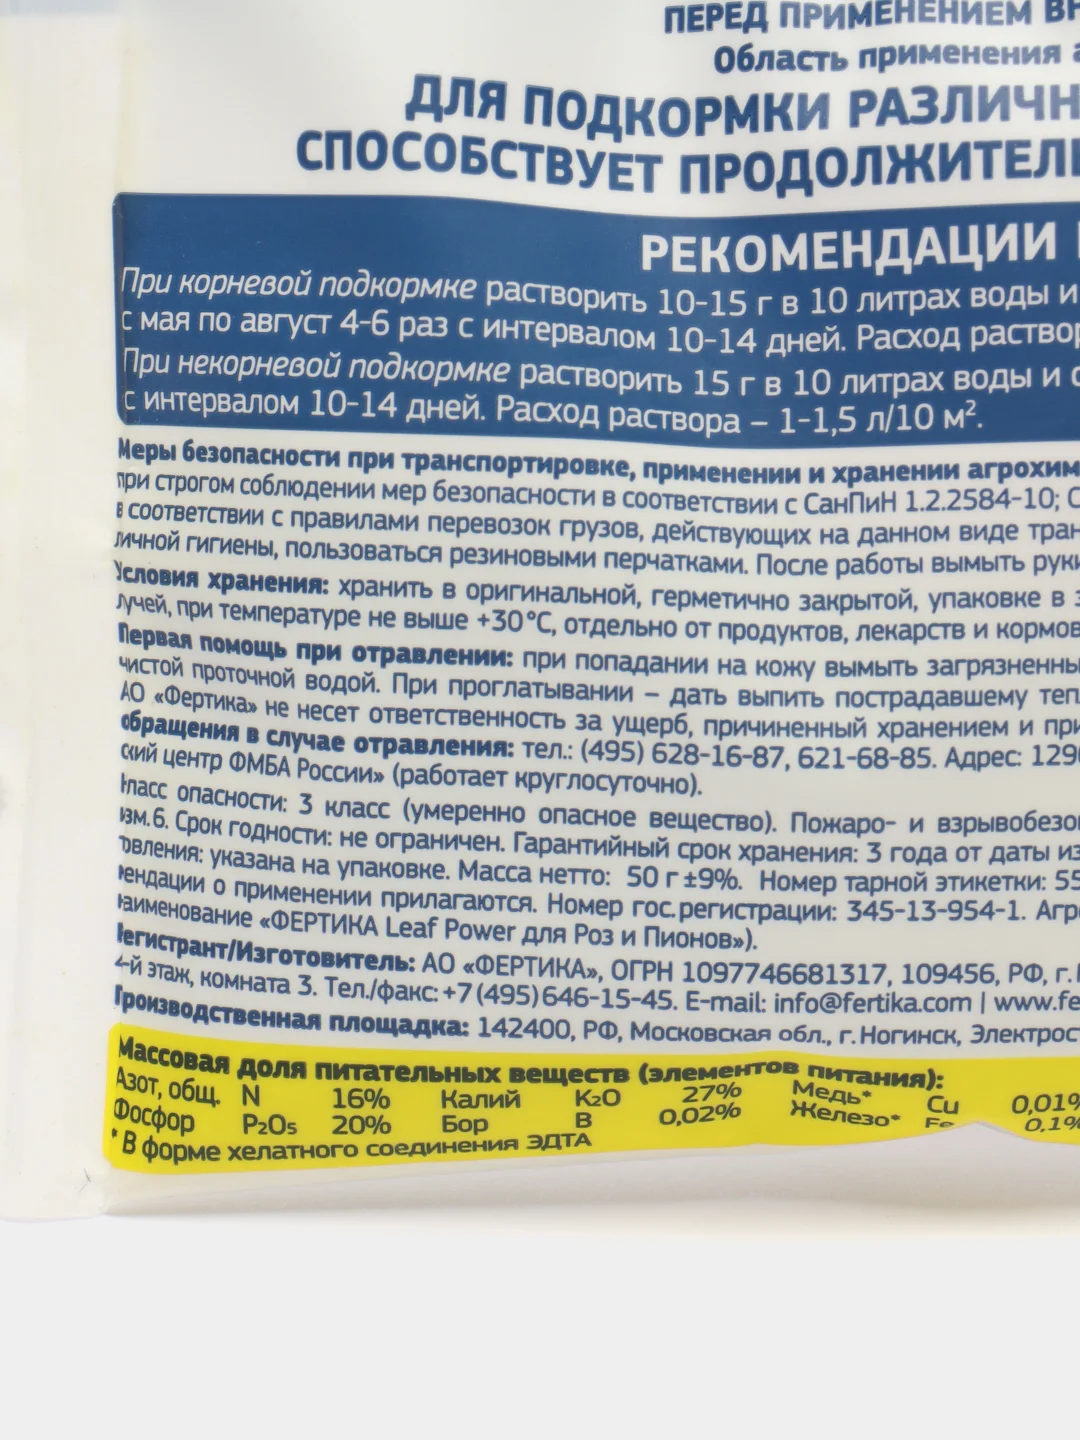 ПЕРЕД ПРИМЕНЕНИЕМ ВН
Область применения а
ДЛЯ ПОДКОРМКИ РАЗЛИЧН
СПОСОБСТВУЕТ ПРОДОЛЖИТЕЛЬ
РЕКОМЕНДАЦИИ
При корневой подкормке растворить 10-15 г в 10 литрах воды и
с мая по август 4-6 раз с интервалом 10-14 дней. Расход раствор
При некорневой подкормке растворить 15 г в 10 литрах воды и о
с интервалом 10-14 дней. Расход раствора – 1-1,5 л/10 м².
Меры безопасности при транспортировке, применении и хранении агрохим
при строгом соблюдении мер безопасности в соответствии с СанПиН 1.2.2584-10; С
в соответствии с правилами перевозок грузов, действующих на данном виде тран
личной гигиены, пользоваться резиновыми перчатками. После работы вымыть руки
Условия хранения: хранить в оригинальной, герметично закрытой, упаковке в з
лучей, при температуре не выше +30°С, отдельно от продуктов, лекарств и кормов
Первая помощь при отравлении: при попадании на кожу вымыть загрязненны
чистой проточной водой. При проглатывании – дать выпить пострадавшему теп
АО «Фертика» не несет ответственность за ущерб, причиненный хранением и при
обращения в случае отравления: тел.: (495) 628-16-87, 621-68-85. Адрес: 129
ский центр ФМБА России» (работает круглосуточно).
Класс опасности: 3 класс (умеренно опасное вещество). Пожаро- и взрывобезо
изм.6. Срок годности: не ограничен. Гарантийный срок хранения: 3 года от даты из
товления: указана на упаковке. Масса нетто: 50 г ±9%. Номер тарной этикетки: 55
мендации о применении прилагаются. Номер гос.регистрации: 345-13-954-1. Агр
наименование «ФЕРТИКА Leaf Power для Роз и Пионов»).
Регистрант/Изготовитель: АО «ФЕРТИКА», ОГРН 1097746681317, 109456, РФ, г.
4-й этаж, комната 3. Тел./факс: +7 (495) 646-15-45. E-mail: info@fertika.com | www.fe
Производственная площадка: 142400, РФ, Московская обл., г. Ногинск, Электрос
Массовая доля питательных веществ (элементов питания):
Азот, общ. N 16% Калий K₂O 27% Медь* Cu 0,01%
Фосфор P₂O₅ 20% Бор B 0,02% Железо* Fe 0,1%
* В форме хелатного соединения ЭДТА